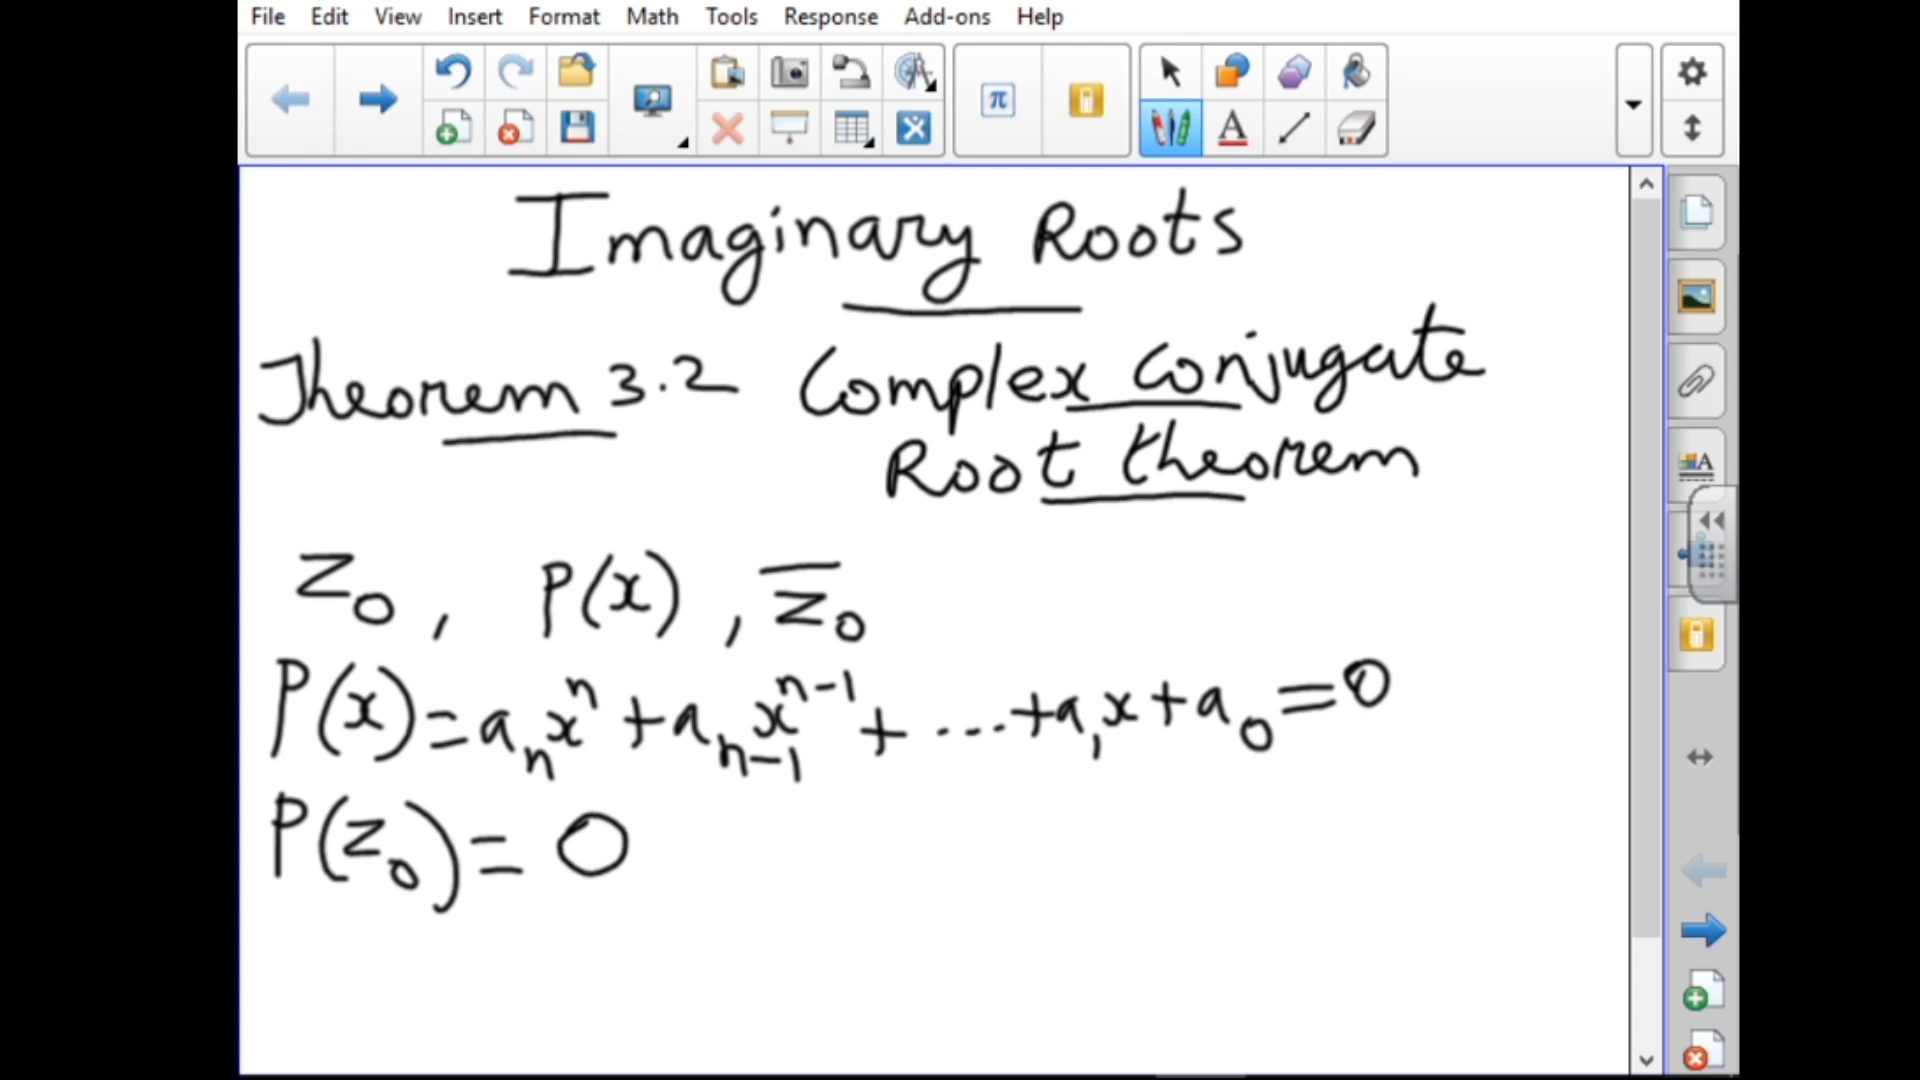 File Edit View Insert Format Math Tools Response Add-ons Help
π
A
A
Imaginary Roots
Theorem 3.2 Complex Conjugate
Root theorem
z₀, P(x), z̅₀
P(x) = aₙxⁿ + aₙ₋₁xⁿ⁻¹ + ... + a₁x + a₀ = 0
P(z₀) = 0